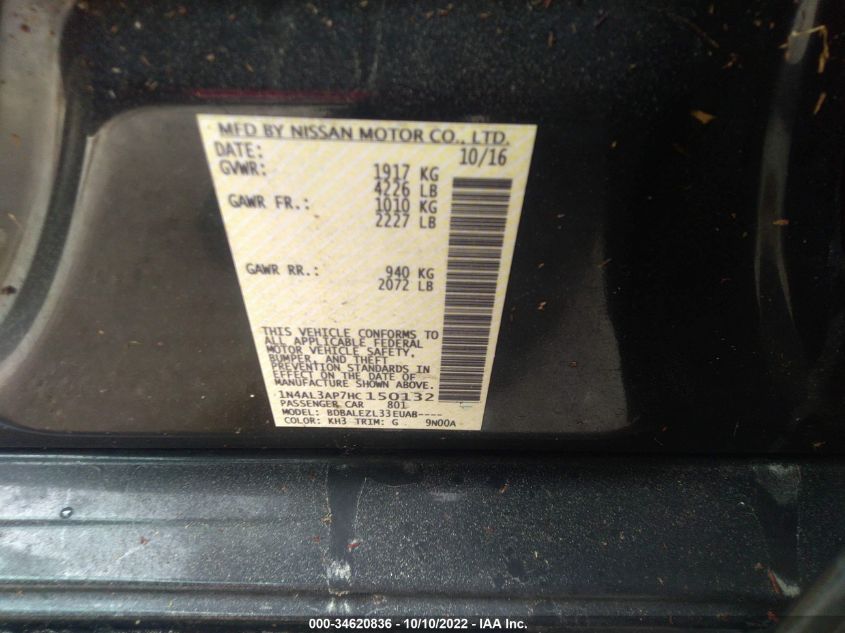 MFD BY NISSAN MOTOR CO., LTD.
DATE: 10/16
GVWR: 1917 KG
4226 LB
GAWR FR.: 1010 KG
2227 LB
GAWR RR.: 940 KG
2072 LB
THIS VEHICLE CONFORMS TO
ALL APPLICABLE FEDERAL
MOTOR VEHICLE SAFETY,
BUMPER, AND THEFT
PREVENTION STANDARDS IN
EFFECT ON THE DATE OF
MANUFACTURE SHOWN ABOVE.
1N4AL3AP7HC150132
PASSENGER CAR 801
MODEL: BDBALEZL33EUAB----
COLOR: KH3 TRIM: G 9N00A
000-34620836 - 10/10/2022 - IAA Inc.